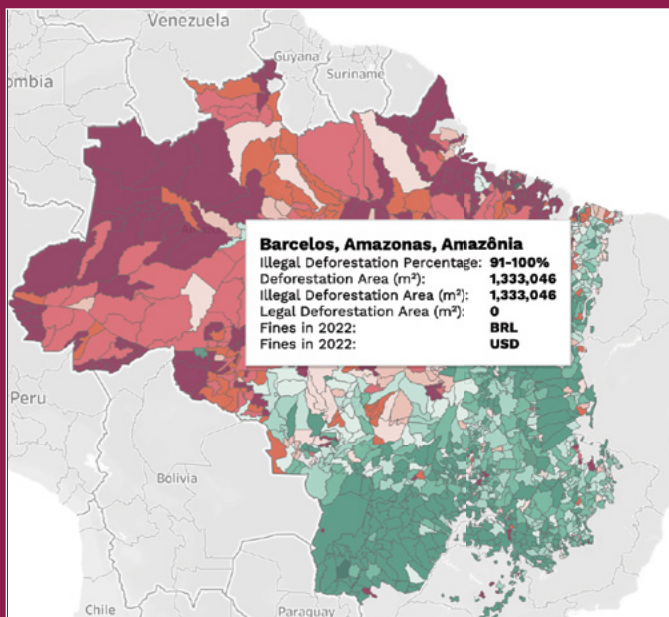 Venezuela
Guyana
ombia
Suriname
Barcelos, Amazonas, Amazônia
Illegal Deforestation Percentage: 91-100%
Deforestation Area (m²): 1,333,046
Illegal Deforestation Area (m²): 1,333,046
Legal Deforestation Area (m²): 0
Fines in 2022: BRL
Fines in 2022: USD
Peru
Bolivia
Chile
Paraguay